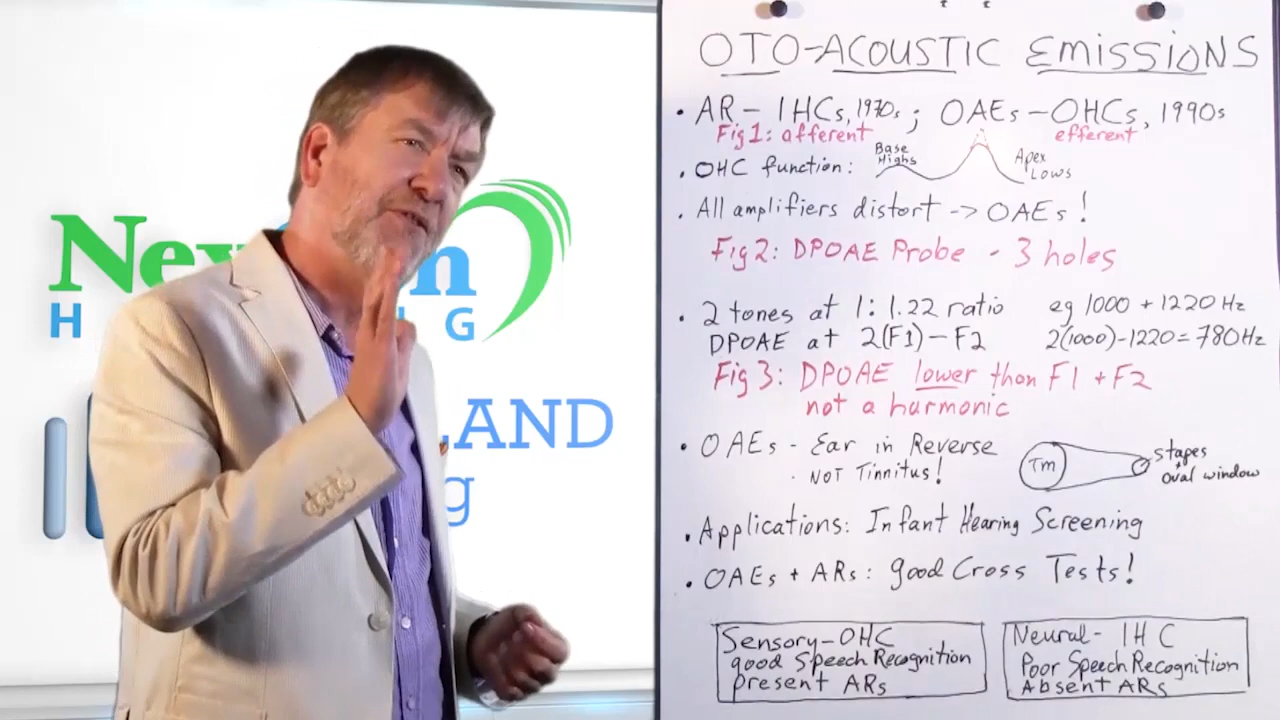 OTO-ACOUSTIC EMISSIONS
• AR - IHCs, 1970s ; OAEs - OHCs, 1990s
Fig 1: afferent efferent
• OHC function: Base Highs Apex Lows
• All amplifiers distort -> OAEs!
Fig 2: DPOAE Probe - 3 holes
• 2 tones at 1:1.22 ratio eg 1000 + 1220 Hz
DPOAE at 2(F1) - F2 2(1000)-1220 = 780Hz
Fig 3: DPOAE lower than F1 + F2
not a harmonic
• OAEs - Ear in Reverse
• NOT Tinnitus!
TM stapes + oval window
• Applications: Infant Hearing Screening
• OAEs + ARs: good Cross Tests!
Sensory - OHC
good Speech Recognition
present ARs
Neural - IHC
Poor Speech Recognition
Absent ARs